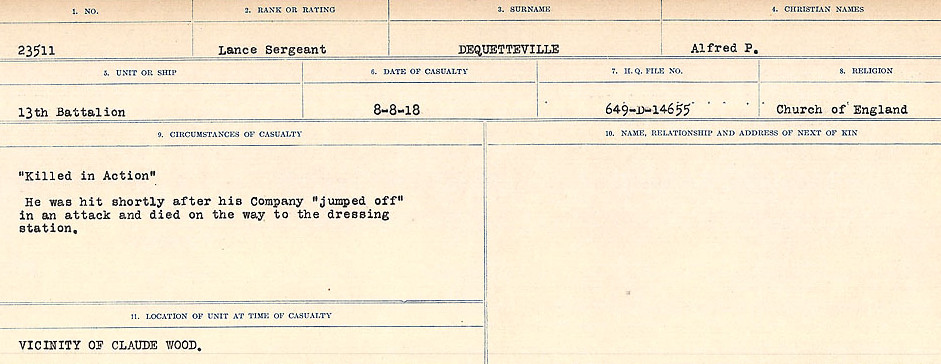 1. NO. 2. RANK OR RATING 3. SURNAME 4. CHRISTIAN NAMES
23511 Lance Sergeant DEQUETTEVILLE Alfred P.
5. UNIT OR SHIP 6. DATE OF CASUALTY 7. H. Q. FILE NO. 8. RELIGION
13th Battalion 8-8-18 649-D-14655 Church of England
9. CIRCUMSTANCES OF CASUALTY 10. NAME, RELATIONSHIP AND ADDRESS OF NEXT OF KIN
"Killed in Action"
He was hit shortly after his Company "jumped off"
in an attack and died on the way to the dressing
station.
11. LOCATION OF UNIT AT TIME OF CASUALTY
VICINITY OF CLAUDE WOOD.